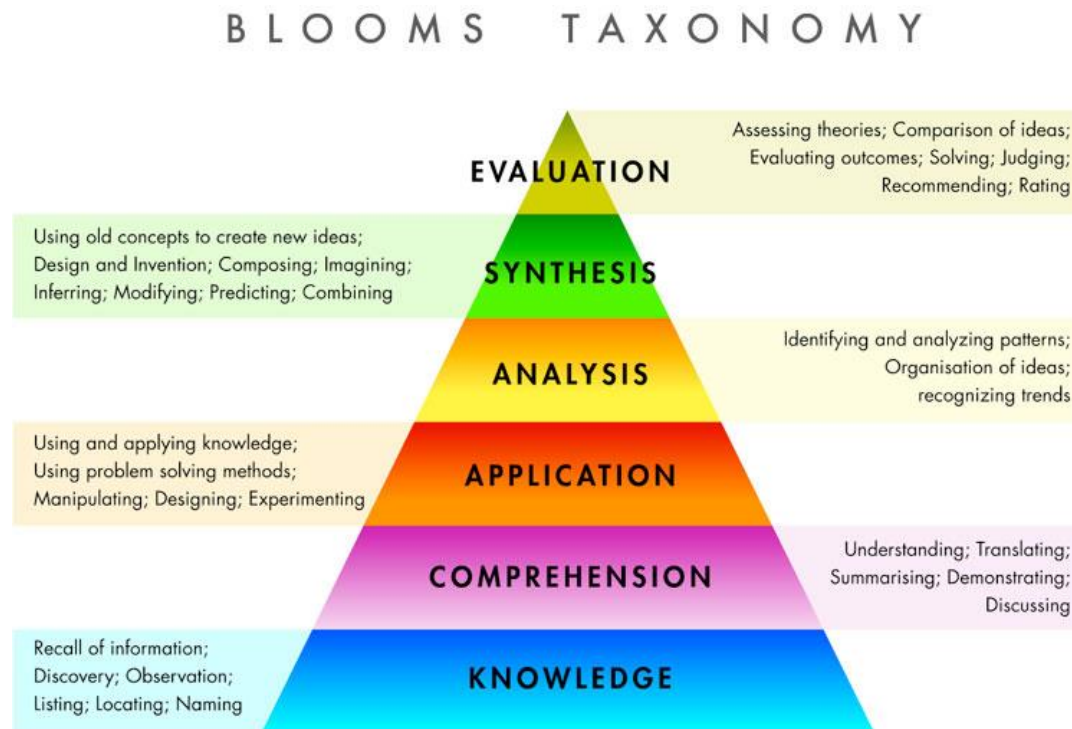 BLOOMS TAXONOMY
EVALUATION
Assessing theories; Comparison of ideas;
Evaluating outcomes; Solving; Judging;
Recommending; Rating
Using old concepts to create new ideas;
Design and Invention; Composing; Imagining;
Inferring; Modifying; Predicting; Combining
SYNTHESIS
ANALYSIS
Identifying and analyzing patterns;
Organisation of ideas;
recognizing trends
Using and applying knowledge;
Using problem solving methods;
Manipulating; Designing; Experimenting
APPLICATION
COMPREHENSION
Understanding; Translating;
Summarising; Demonstrating;
Discussing
Recall of information;
Discovery; Observation;
Listing; Locating; Naming
KNOWLEDGE